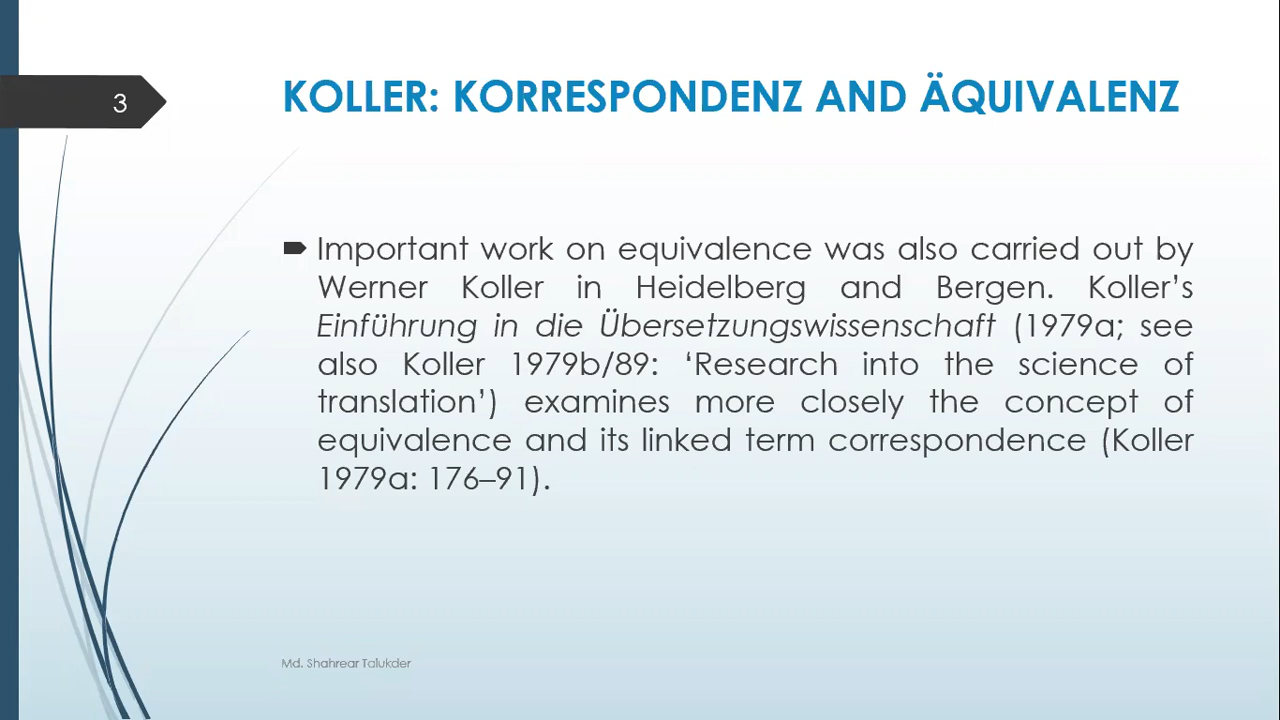 3
KOLLER: KORRESPONDENZ AND ÄQUIVALENZ
Important work on equivalence was also carried out by
Werner Koller in Heidelberg and Bergen. Koller’s
Einführung in die Übersetzungswissenschaft (1979a; see
also Koller 1979b/89: ‘Research into the science of
translation’) examines more closely the concept of
equivalence and its linked term correspondence (Koller
1979a: 176–91).
Md. Shahrear Talukder